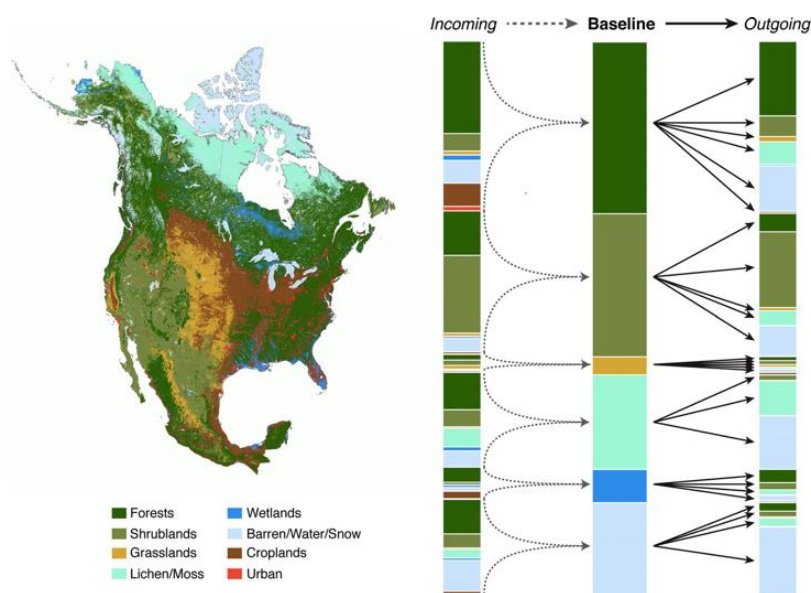 Incoming Baseline Outgoing
Forests
Shrublands
Grasslands
Lichen/Moss
Wetlands
Barren/Water/Snow
Croplands
Urban